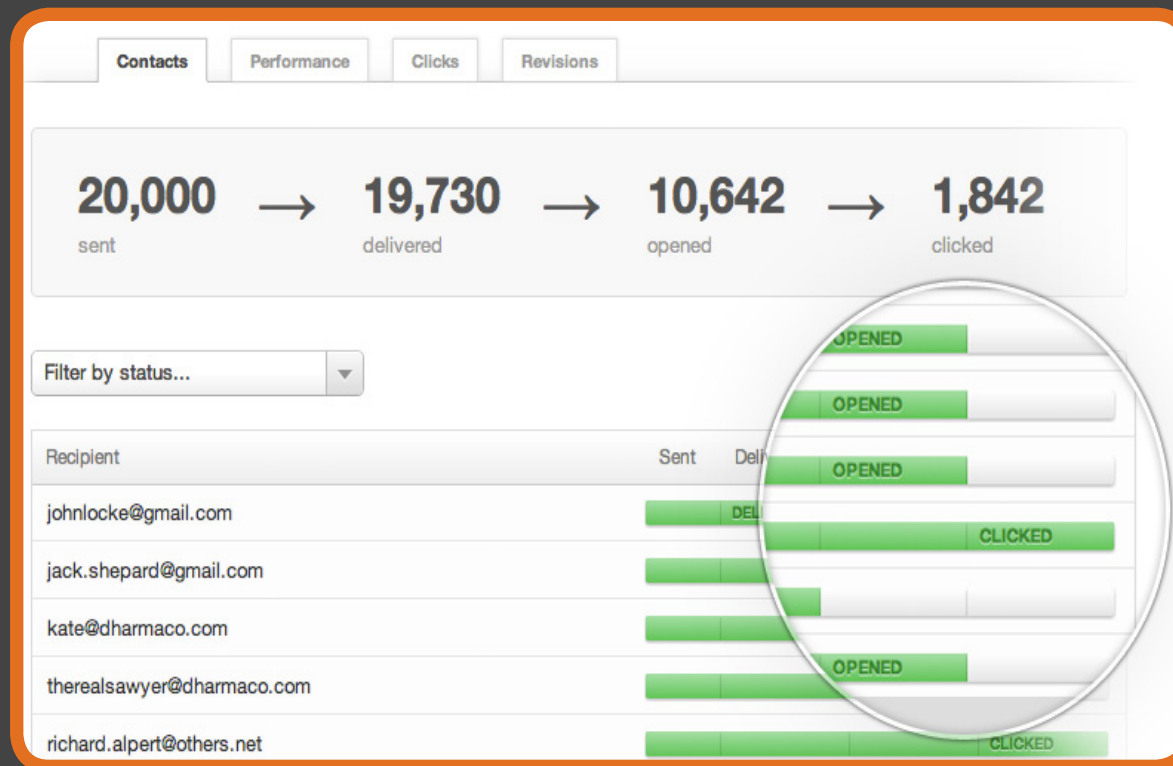 Contacts Performance Clicks Revisions
20,000 → 19,730 → 10,642 → 1,842
sent delivered opened clicked
OPENED
Filter by status...
OPENED
Recipient Sent
OPENED
johnlocke@gmail.com
CLICKED
jack.shepard@gmail.com
kate@dharmaco.com
OPENED
therealsawyer@dharmaco.com
richard.alpert@others.net CLICKED